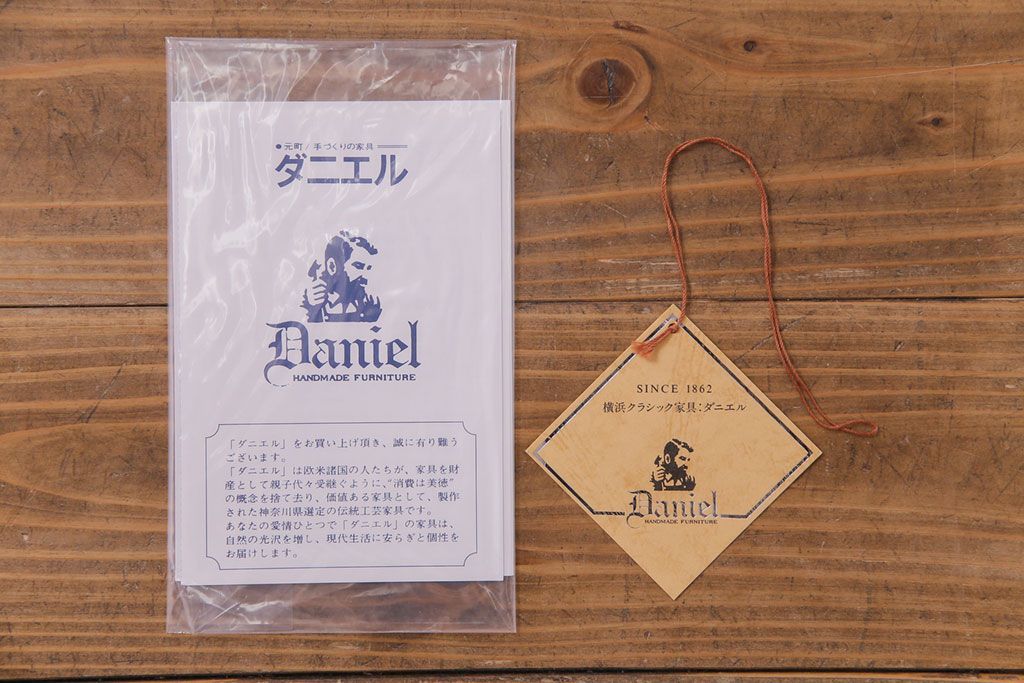 ●元町/手づくりの家具
ダニエル
Daniel
HANDMADE FURNITURE
「ダニエル」をお買い上げ頂き、誠に有り難う
ございます。
「ダニエル」は欧米諸国の人たちが、家具を財
産として親子代々受継ぐように、“消費は美徳”
の概念を捨て去り、価値ある家具として、製作
された神奈川県選定の伝統工芸家具です。
あなたの愛情ひとつで「ダニエル」の家具は、
自然の光沢を増し、現代生活に安らぎと個性を
お届けします。
SINCE 1862
横浜クラシック家具:ダニエル
Daniel
HANDMADE FURNITURE